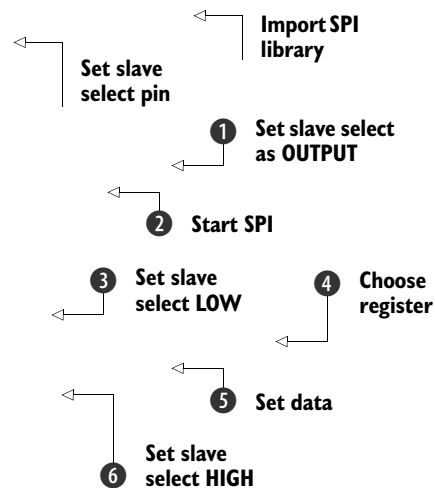 Import SPI
library
Set slave
select pin
1 Set slave select
as OUTPUT
2 Start SPI
3 Set slave
select LOW
4 Choose
register
5 Set data
6 Set slave
select HIGH